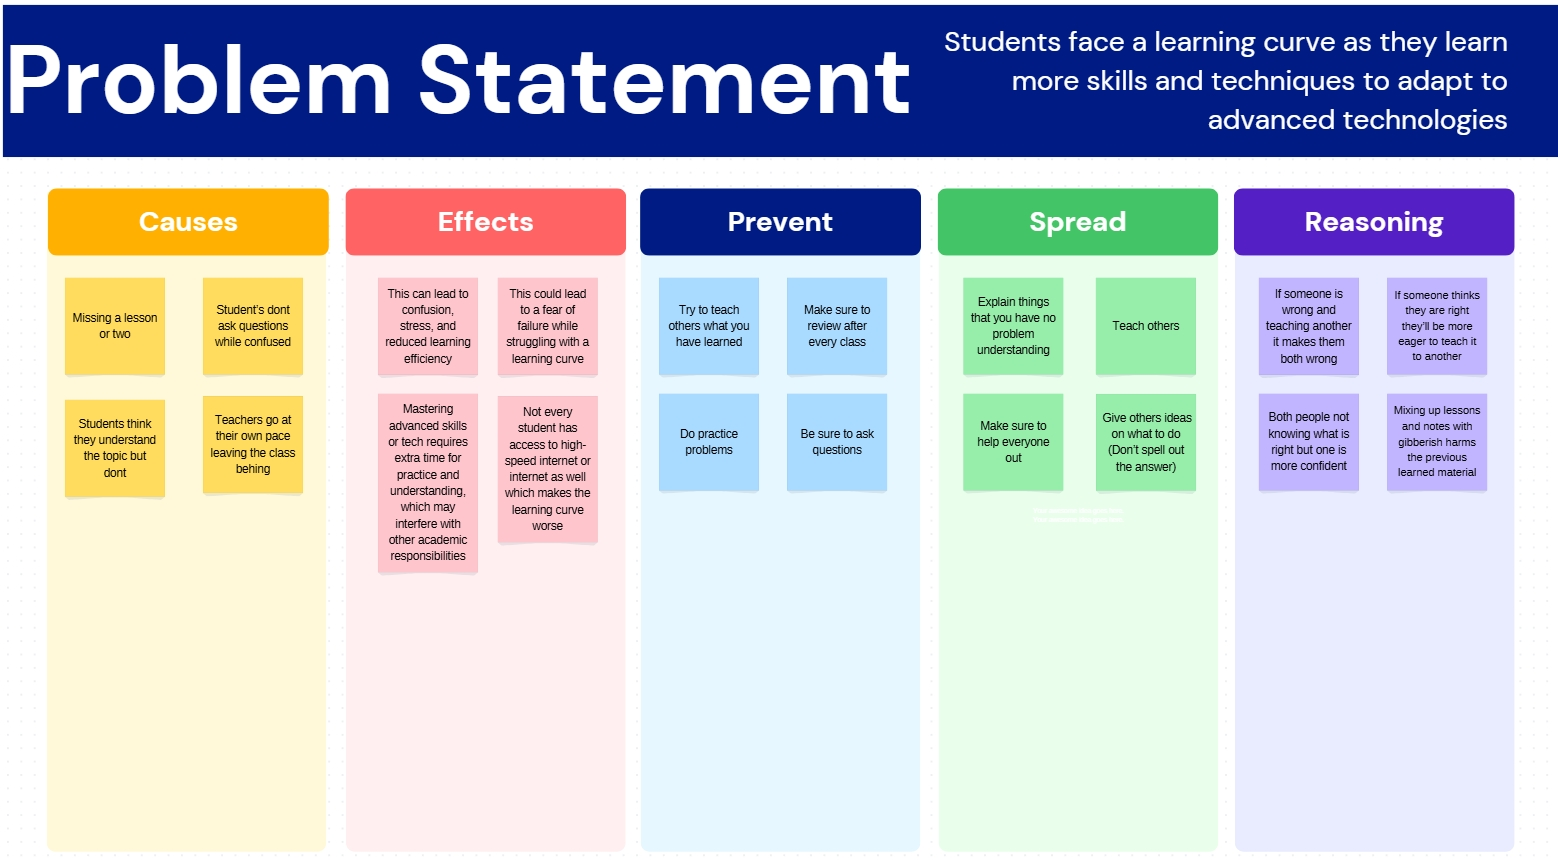 Problem Statement
Students face a learning curve as they learn
more skills and techniques to adapt to
advanced technologies
Causes
Missing a lesson
or two
Student's dont
ask questions
while confused
Students think
they understand
the topic but
dont
Teachers go at
their own pace
leaving the class
behing
Effects
This can lead to
confusion,
stress, and
reduced learning
efficiency
This could lead
to a fear of
failure while
struggling with a
learning curve
Mastering
advanced skills
or tech requires
extra time for
practice and
understanding,
which may
interfere with
other academic
responsibilities
Not every
student has
access to high-
speed internet or
internet as well
which makes the
learning curve
worse
Prevent
Try to teach
others what you
have learned
Make sure to
review after
every class
Do practice
problems
Be sure to ask
questions
Spread
Explain things
that you have no
problem
understanding
Teach others
Make sure to
help everyone
out
Give others ideas
on what to do
(Don't spell out
the answer)
Reasoning
If someone is
wrong and
teaching another
it makes them
both wrong
If someone thinks
they are right
they'll be more
eager to teach it
to another
Both people not
knowing what is
right but one is
more confident
Mixing up lessons
and notes with
gibberish harms
the previous
learned material